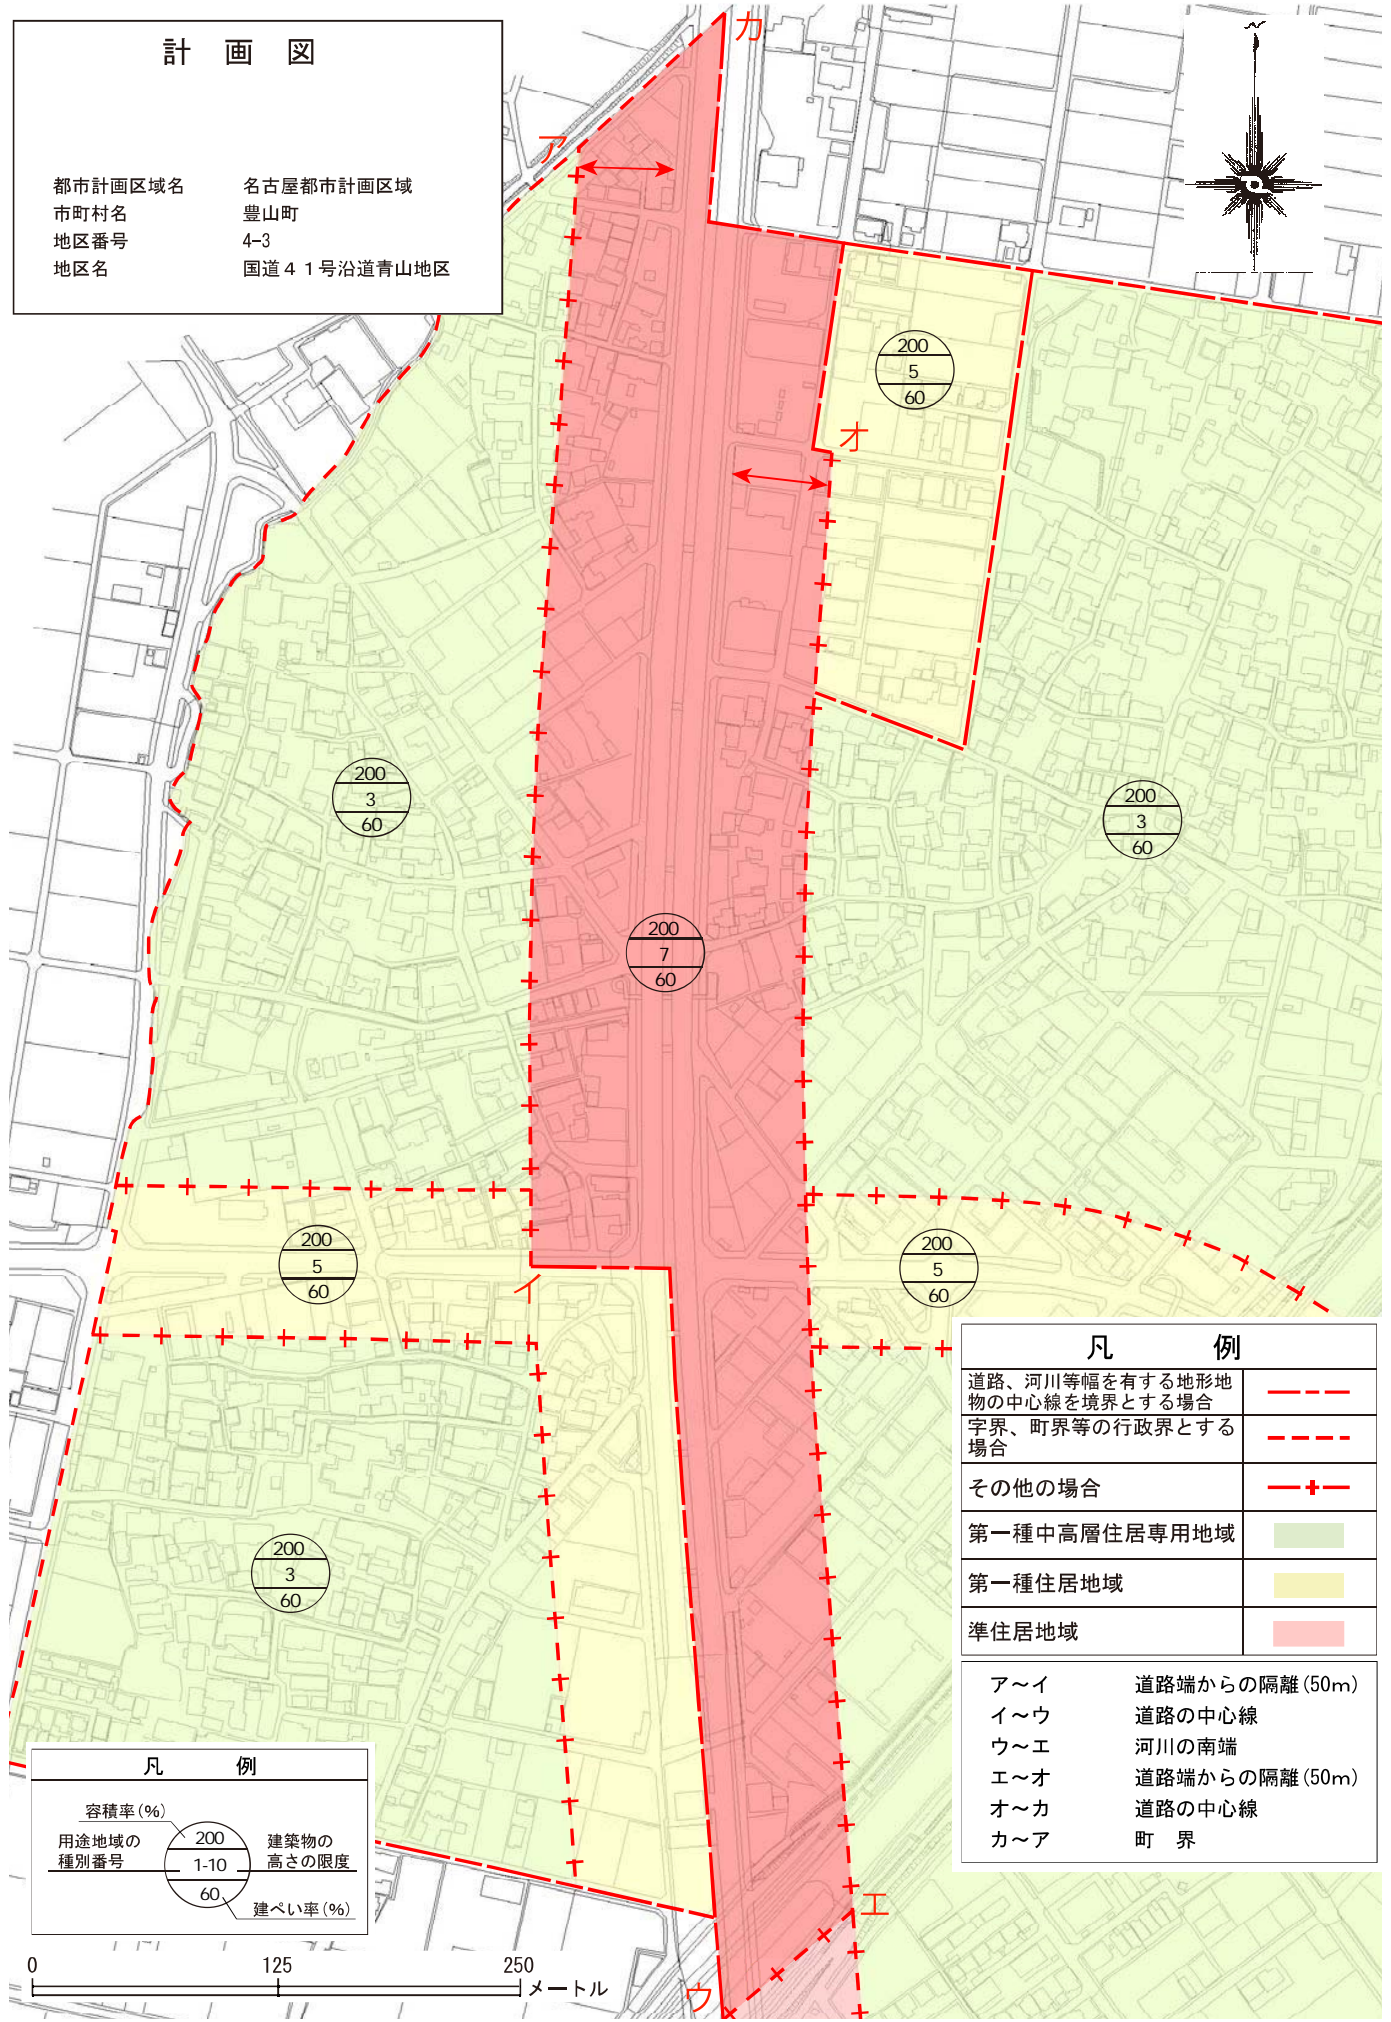 計 画 図
都市計画区域名 名古屋都市計画区域
市町村名 豊山町
地区番号 4-3
地区名 国道４１号沿道青山地区
カ
ア
200
5
60
オ
200
3
60
200
3
60
200
7
60
200
5
60
イ
200
5
60
200
3
60
エ
ウ
凡 例
道路、河川等幅を有する地形地
物の中心線を境界とする場合
字界、町界等の行政界とする
場合
その他の場合
第一種中高層住居専用地域
第一種住居地域
準住居地域
ア～イ 道路端からの隔離(50m)
イ～ウ 道路の中心線
ウ～エ 河川の南端
エ～オ 道路端からの隔離(50m)
オ～カ 道路の中心線
カ～ア 町 界
凡 例
容積率(%)
用途地域の
種別番号
200
1-10
60
建築物の
高さの限度
建ぺい率(%)
0 125 250
メートル